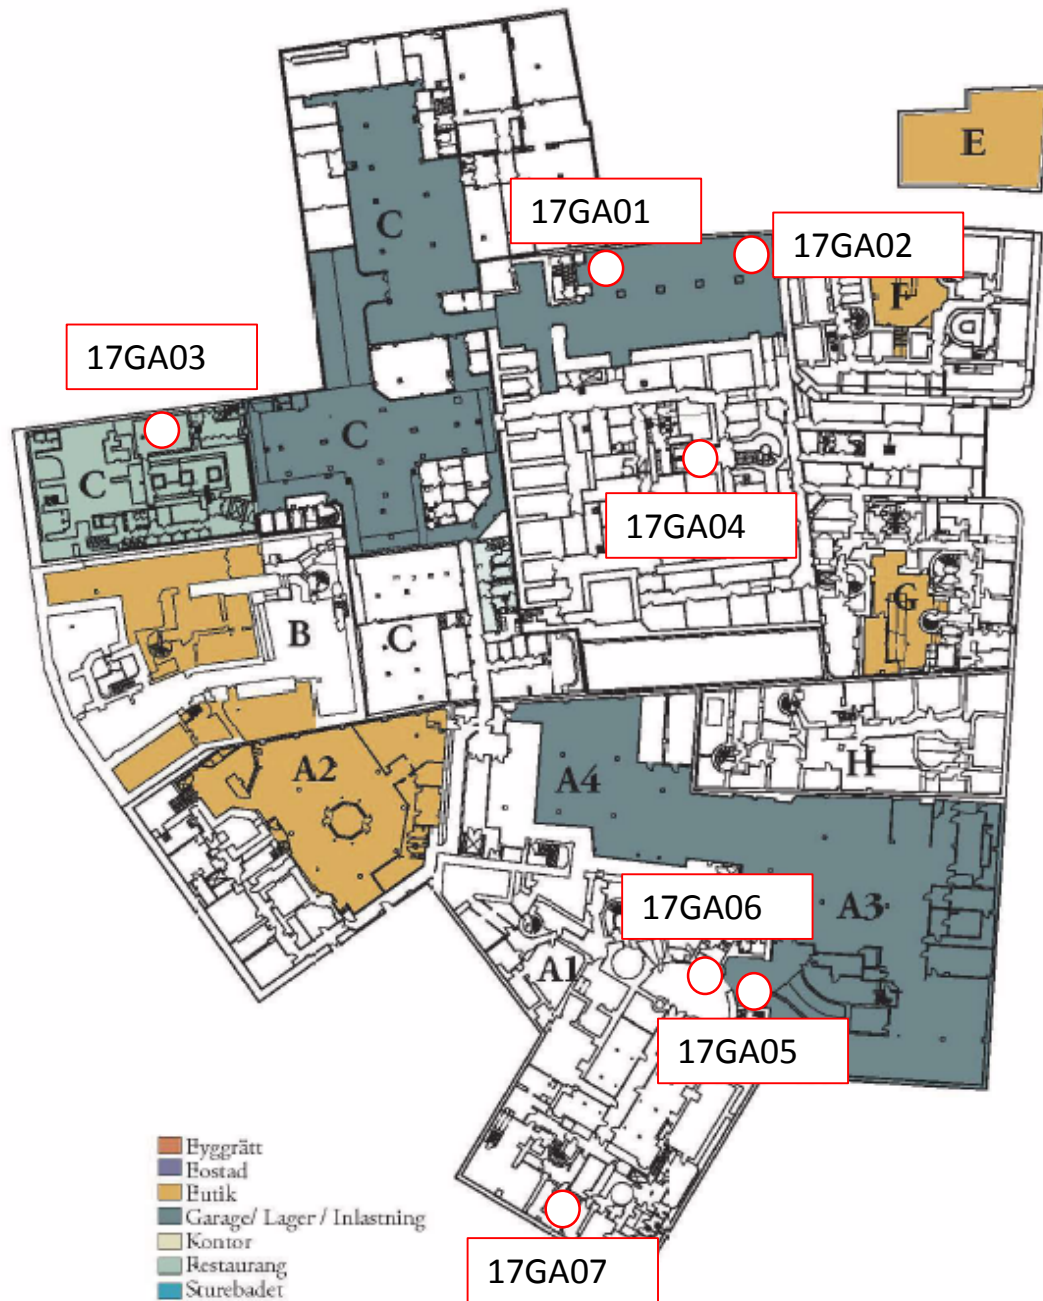 E
C
17GA01
17GA02
F
17GA03
C
C
17GA04
G
B
C
A2
A4
H
17GA06
A3
A1
17GA05
Byggrätt
Bostad
Butik
Garage/ Lager / Inlastning
Kontor
Restaurang
Sturebadet
17GA07